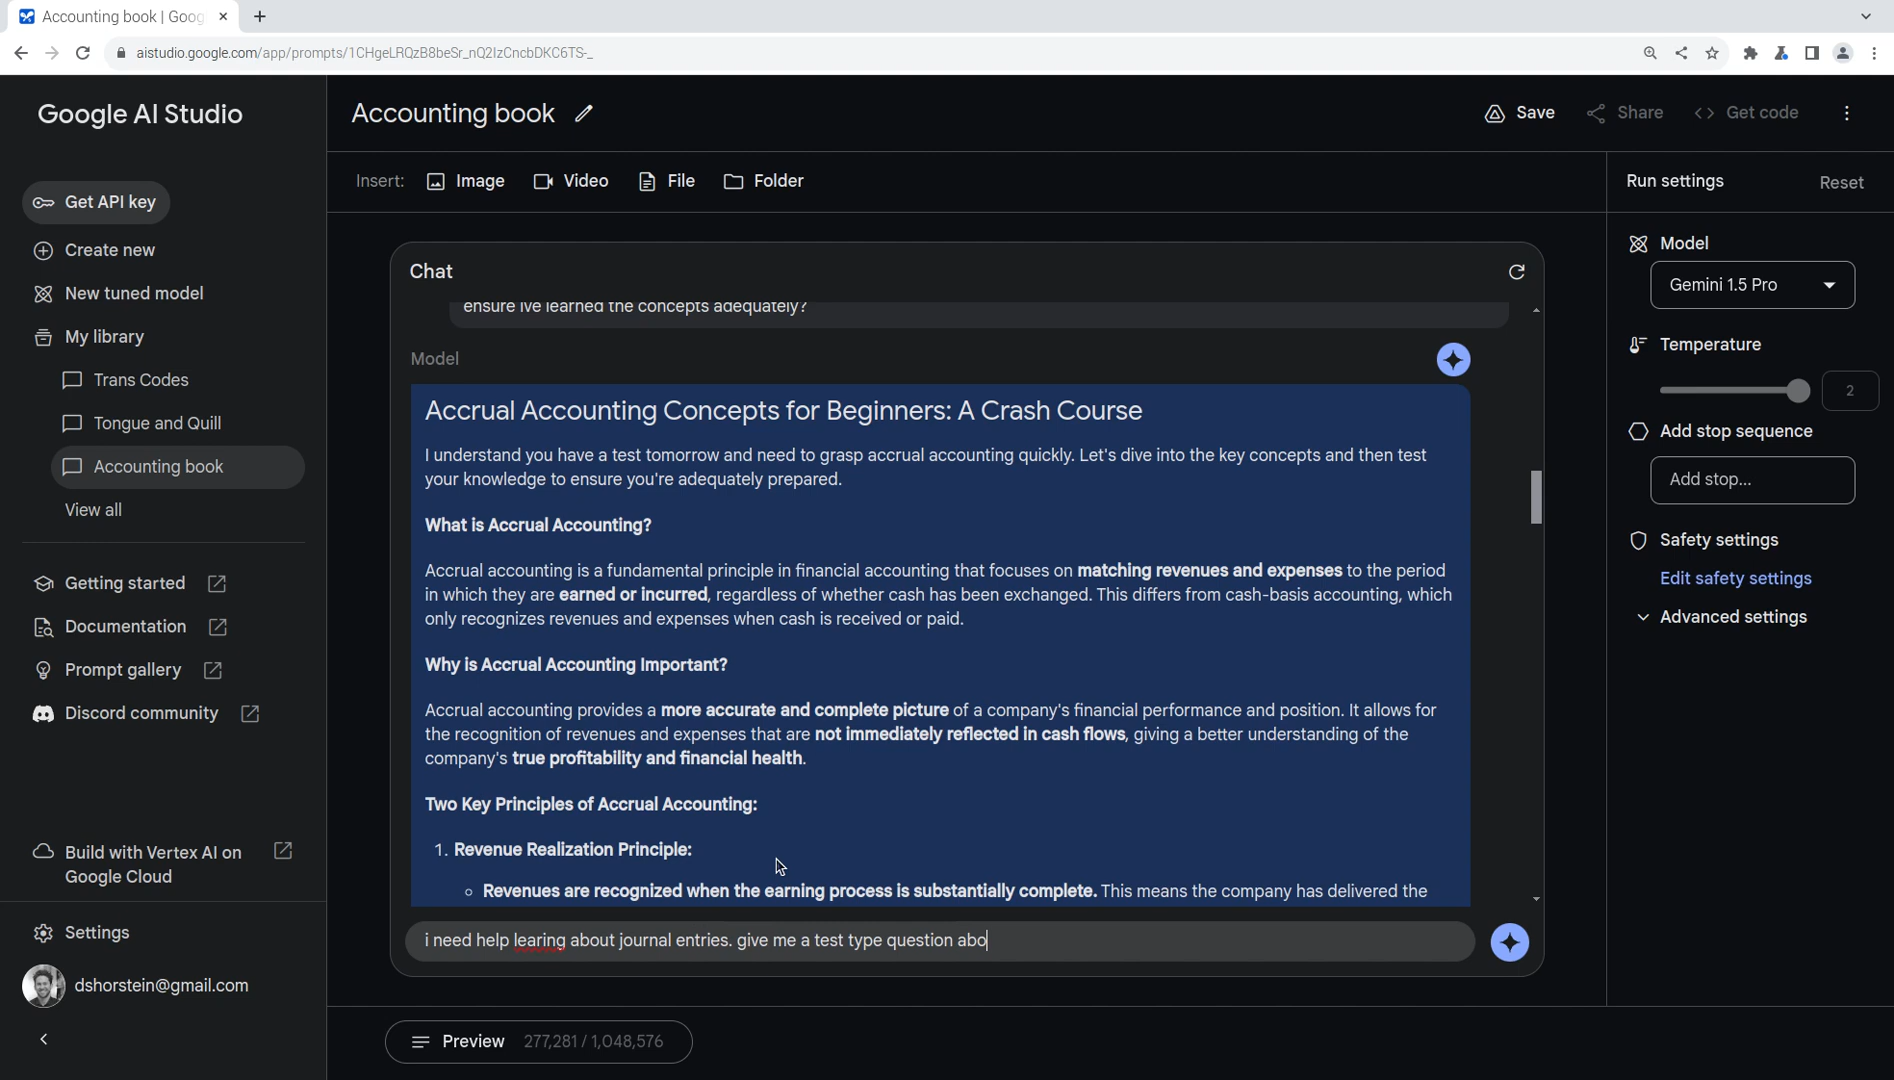 Accounting book | Goog
aistudio.google.com/app/prompts/1CHgeLRQzB8beSr_nQ2IzCncbDKC6TS-_
Google AI Studio
Get API key
Create new
New tuned model
My library
Trans Codes
Tongue and Quill
Accounting book
View all
Getting started
Documentation
Prompt gallery
Discord community
Build with Vertex AI on
Google Cloud
Settings
dshorstein@gmail.com
Accounting book
Save
Share
<> Get code
Insert: Image Video File Folder
Chat
ensure ive learned the concepts adequately?
Model
Accrual Accounting Concepts for Beginners: A Crash Course
I understand you have a test tomorrow and need to grasp accrual accounting quickly. Let's dive into the key concepts and then test
your knowledge to ensure you're adequately prepared.
What is Accrual Accounting?
Accrual accounting is a fundamental principle in financial accounting that focuses on matching revenues and expenses to the period
in which they are earned or incurred, regardless of whether cash has been exchanged. This differs from cash-basis accounting, which
only recognizes revenues and expenses when cash is received or paid.
Why is Accrual Accounting Important?
Accrual accounting provides a more accurate and complete picture of a company's financial performance and position. It allows for
the recognition of revenues and expenses that are not immediately reflected in cash flows, giving a better understanding of the
company's true profitability and financial health.
Two Key Principles of Accrual Accounting:
1. Revenue Realization Principle:
Revenues are recognized when the earning process is substantially complete. This means the company has delivered the
i need help learing about journal entries. give me a test type question abo
Preview 277,281 / 1,048,576
Run settings
Reset
Model
Gemini 1.5 Pro
Temperature
2
Add stop sequence
Add stop...
Safety settings
Edit safety settings
Advanced settings